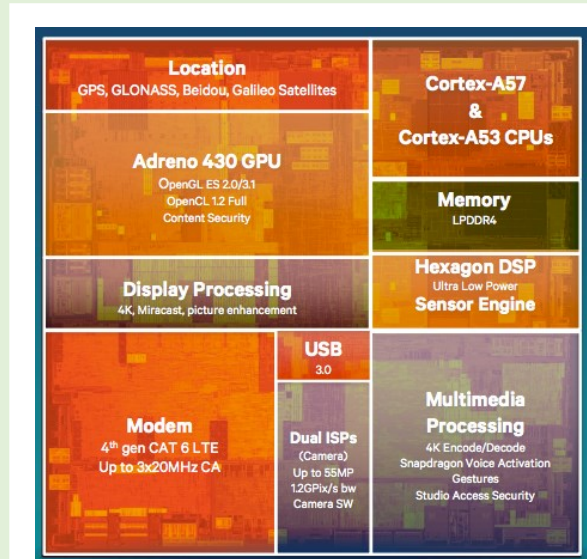 Location
GPS, GLONASS, Beidou, Galileo Satellites
Cortex-A57
&
Cortex-A53 CPUs
Adreno 430 GPU
OpenGL ES 2.0/3.1
OpenCL 1.2 Full
Content Security
Memory
LPDDR4
Display Processing
4K, Miracast, picture enhancement
Hexagon DSP
Ultra Low Power
Sensor Engine
Modem
4th gen CAT 6 LTE
Up to 3x20MHz CA
USB
3.0
Dual ISPs
(Camera)
Up to 55MP
1.2GPix/s bw
Camera SW
Multimedia
Processing
4K Encode/Decode
Snapdragon Voice Activation
Gestures
Studio Access Security